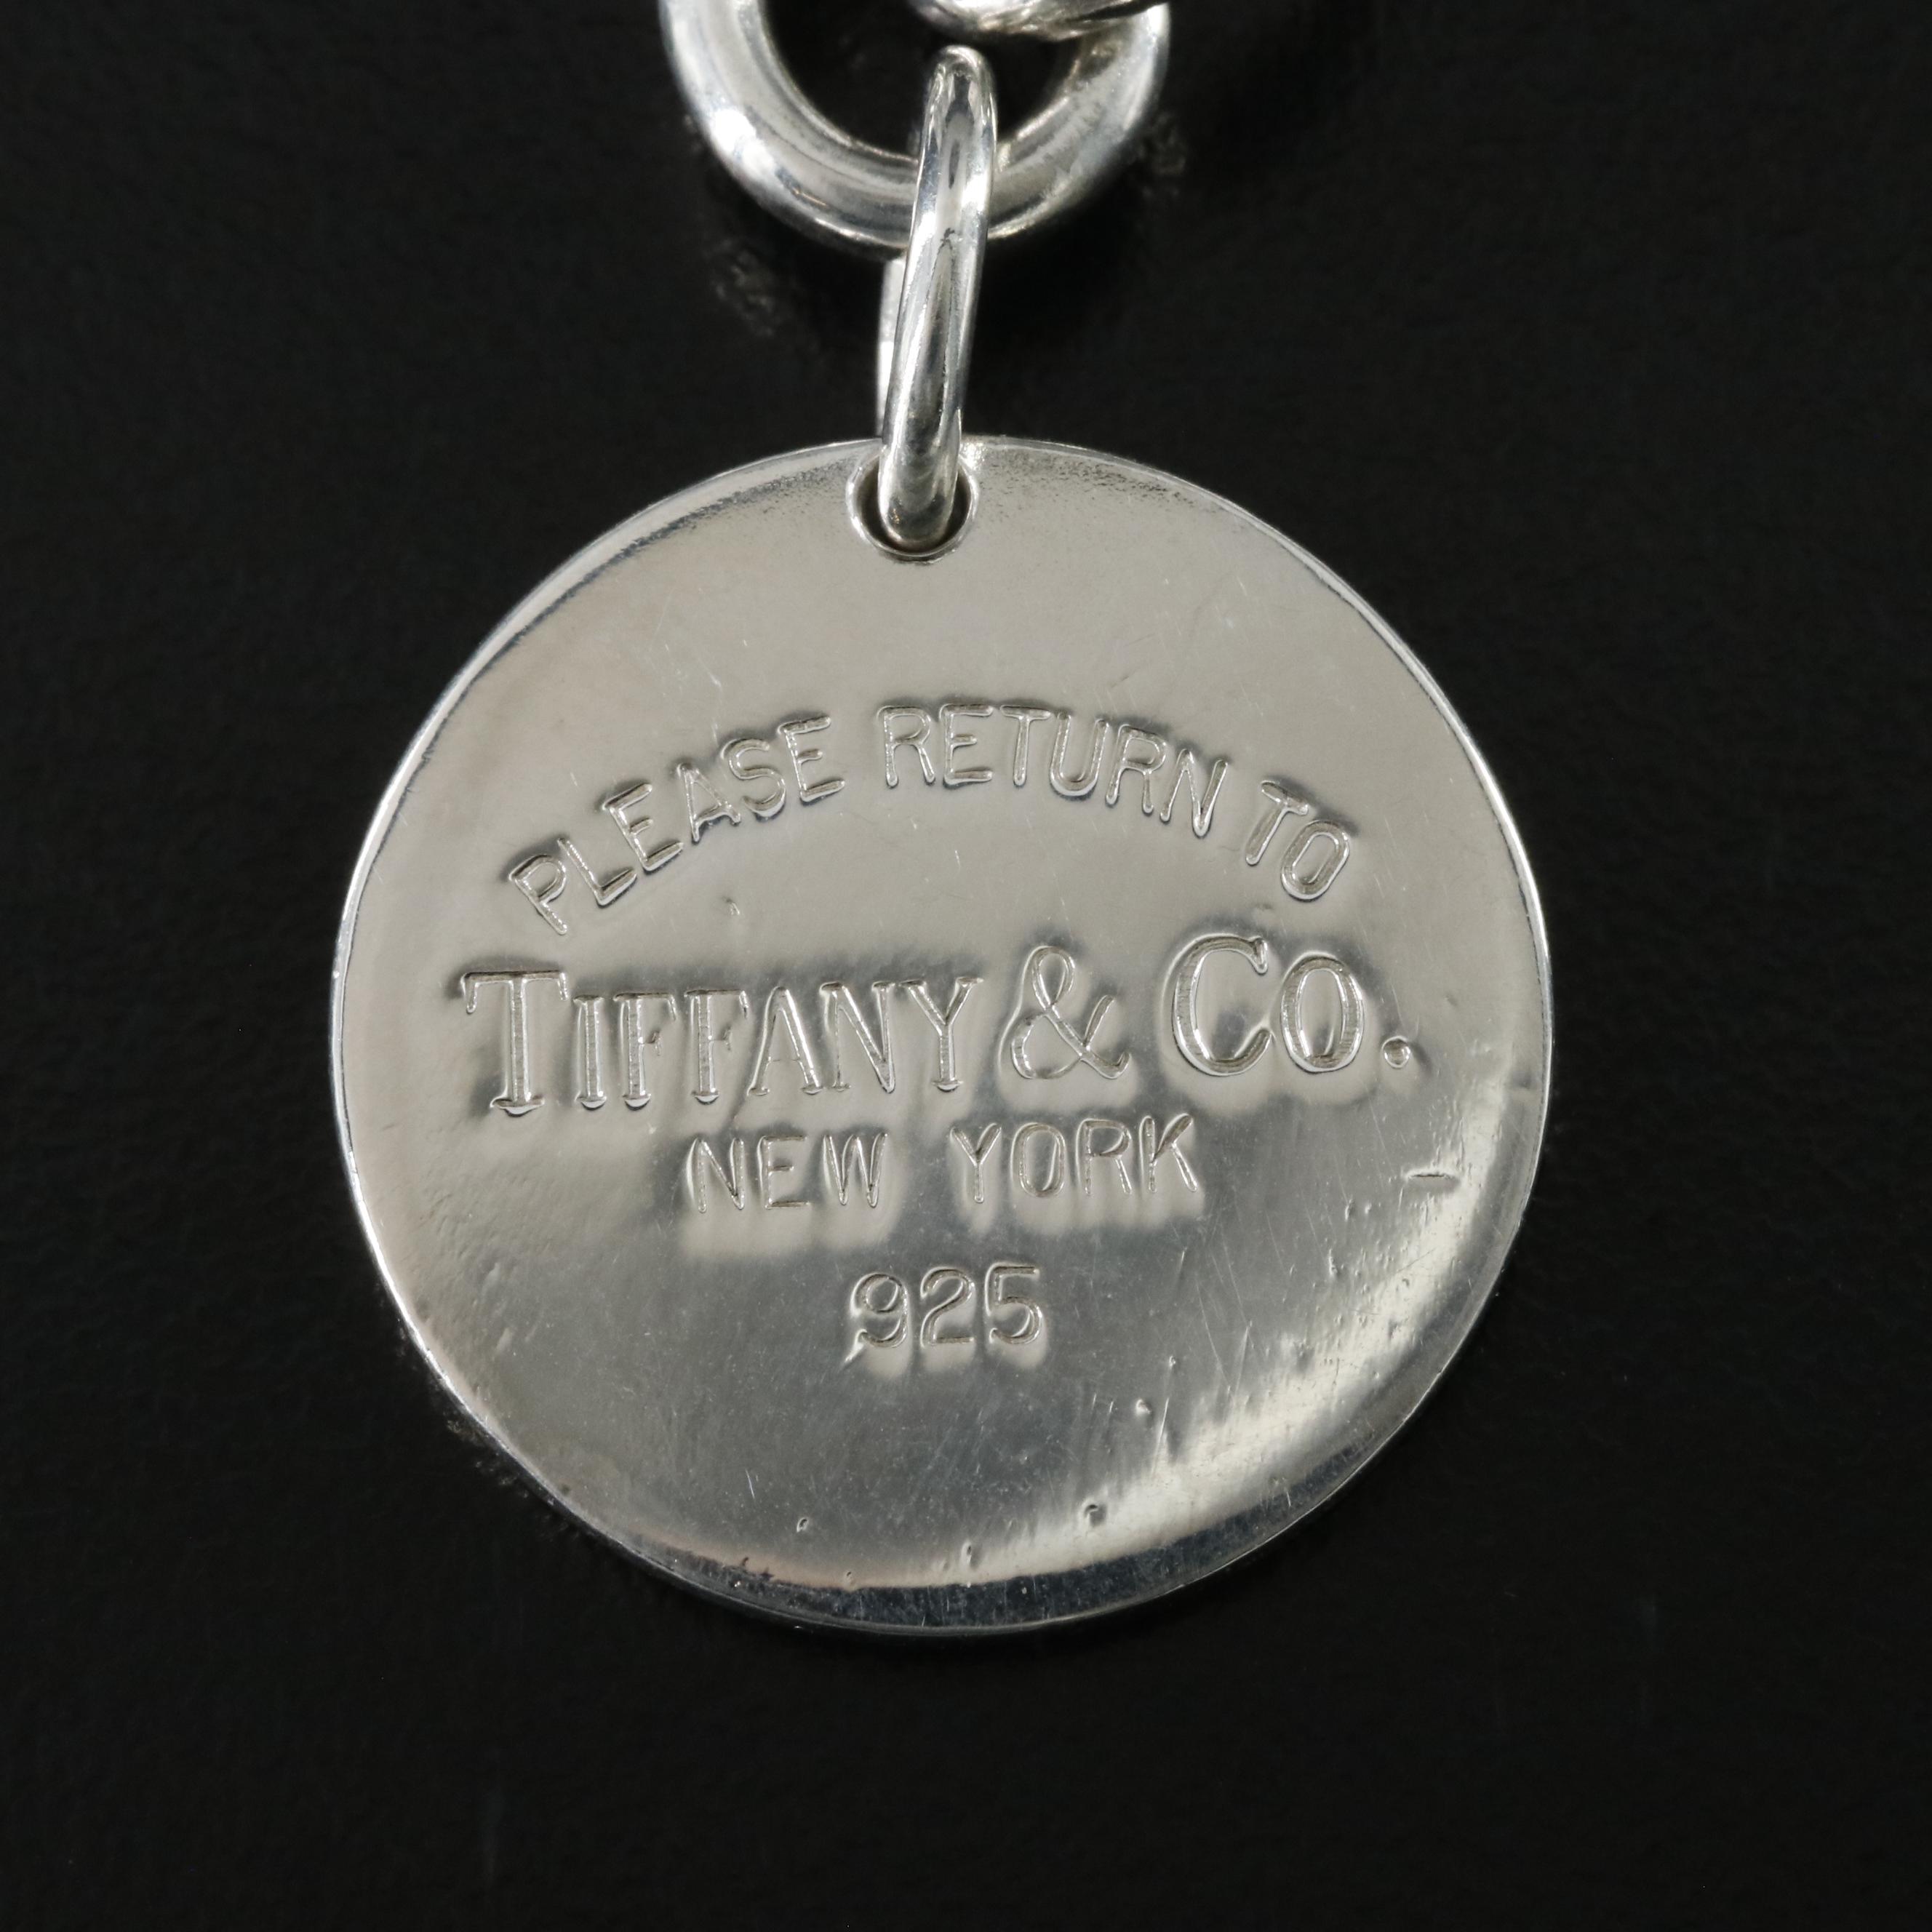 PLEASE RETURN TO
TIFFANY & CO.
NEW YORK
925